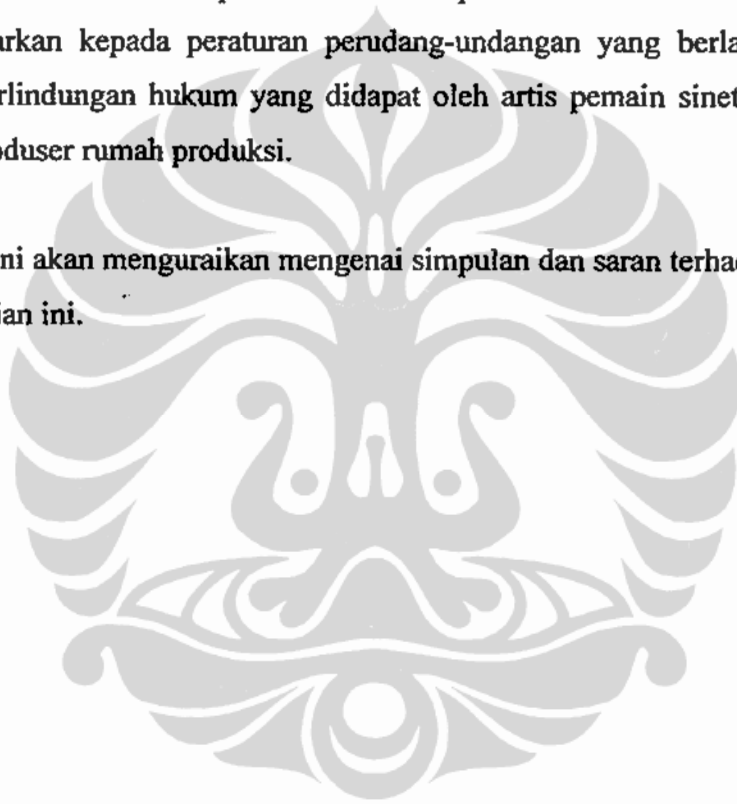 arkan kepada peraturan perudang-undangan yang berla
rlindungan hukum yang didapat oleh artis pemain sinet
oduser rumah produksi.
ni akan menguraikan mengenai simpulan dan saran terha
ian ini.